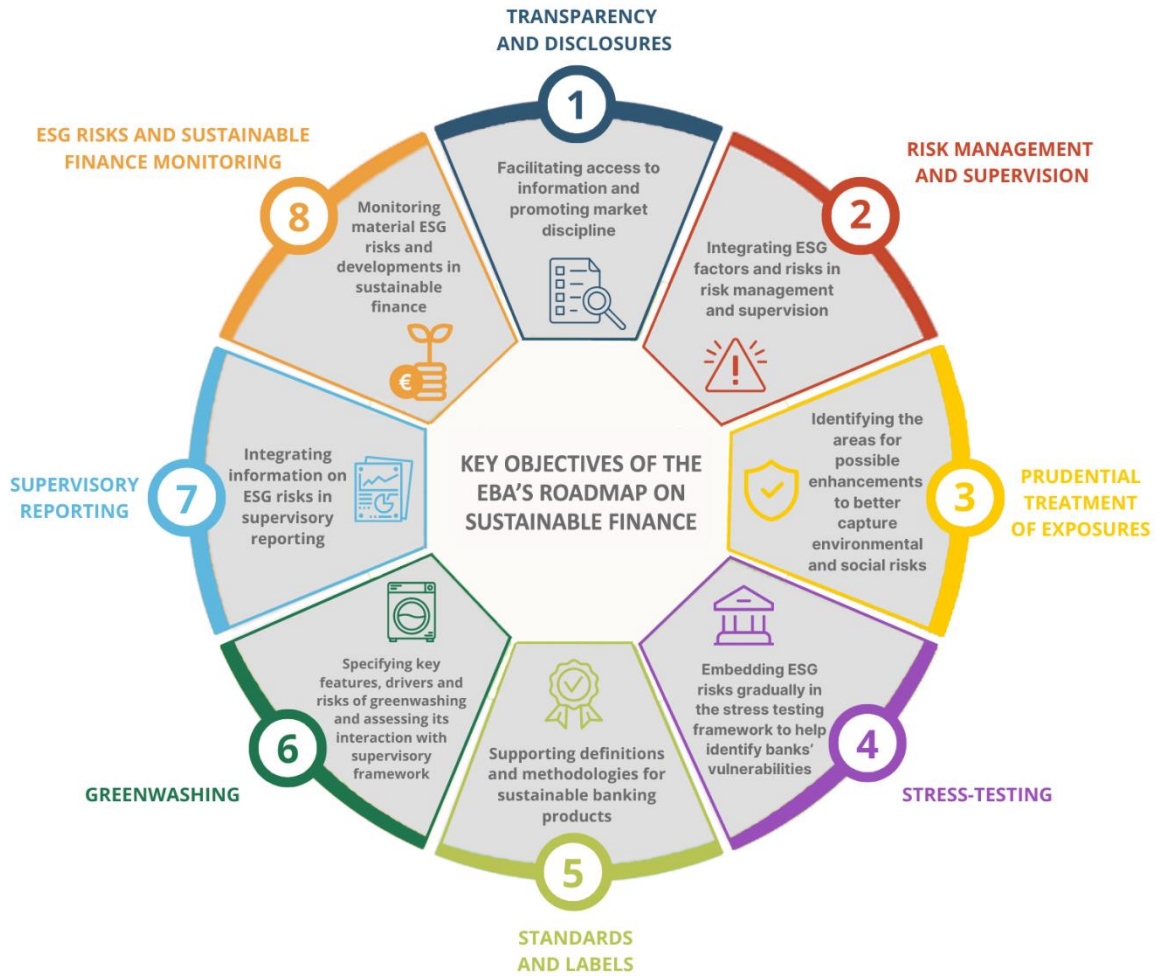 TRANSPARENCY
AND DISCLOSURES
1
Facilitating access to
information and
promoting market
discipline
RISK MANAGEMENT
AND SUPERVISION
2
Integrating ESG
factors and risks in
risk management
and supervision
PRUDENTIAL
TREATMENT
OF EXPOSURES
3
Identifying the
areas for
possible
enhancements
to better
capture
environmental
and social risks
STRESS-TESTING
4
Embedding ESG
risks gradually in
the stress testing
framework to help
identify banks’
vulnerabilities
STANDARDS
AND LABELS
5
Supporting definitions
and methodologies for
sustainable banking
products
GREENWASHING
6
Specifying key
features, drivers and
risks of greenwashing
and assessing its
interaction with
supervisory
framework
SUPERVISORY
REPORTING
7
Integrating
information on
ESG risks in
supervisory
reporting
ESG RISKS AND SUSTAINABLE
FINANCE MONITORING
8
Monitoring
material ESG
risks and
developments in
sustainable
finance
€
KEY OBJECTIVES OF THE
EBA’S ROADMAP ON
SUSTAINABLE FINANCE